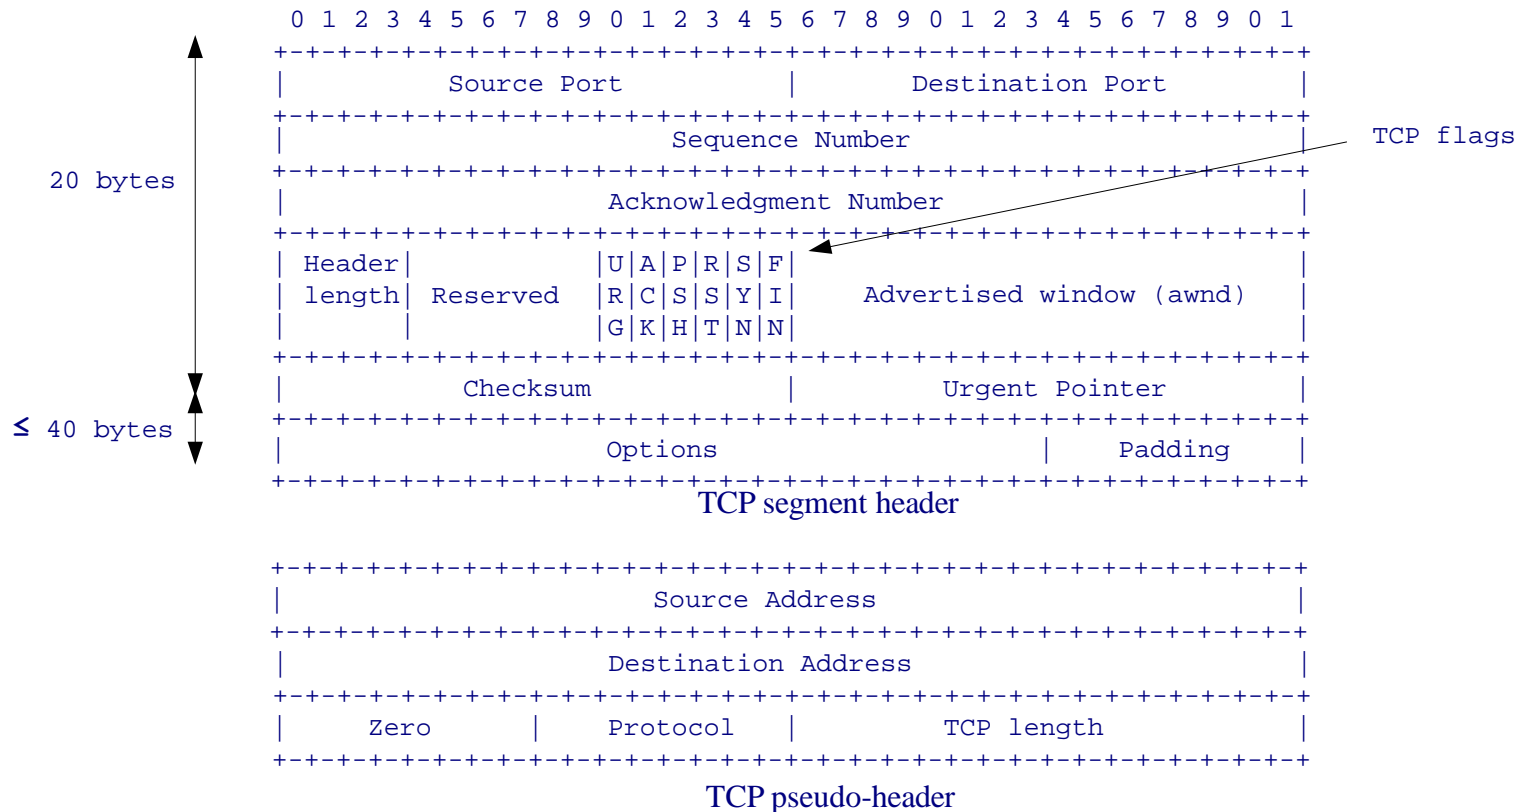 0 1 2 3 4 5 6 7 8 9 0 1 2 3 4 5 6 7 8 9 0 1 2 3 4 5 6 7 8 9 0 1
+-+-+-+-+-+-+-+-+-+-+-+-+-+-+-+-+-+-+-+-+-+-+-+-+-+-+-+-+-+-+-+-+
| Source Port | Destination Port |
+-+-+-+-+-+-+-+-+-+-+-+-+-+-+-+-+-+-+-+-+-+-+-+-+-+-+-+-+-+-+-+-+
| Sequence Number |
TCP flags
+-+-+-+-+-+-+-+-+-+-+-+-+-+-+-+-+-+-+-+-+-+-+-+-+-+-+-+-+-+-+-+-+
20 bytes
| Acknowledgment Number |
+-+-+-+-+-+-+-+-+-+-+-+-+-+-+-+-+-+-+-+-+-+-+-+-+-+-+-+-+-+-+-+-+
| Header| |U|A|P|R|S|F| |
| length| Reserved |R|C|S|S|Y|I| Advertised window (awnd) |
| | |G|K|H|T|N|N| |
+-+-+-+-+-+-+-+-+-+-+-+-+-+-+-+-+-+-+-+-+-+-+-+-+-+-+-+-+-+-+-+-+
| Checksum | Urgent Pointer |
+-+-+-+-+-+-+-+-+-+-+-+-+-+-+-+-+-+-+-+-+-+-+-+-+-+-+-+-+-+-+-+-+
≤ 40 bytes
| Options | Padding |
+-+-+-+-+-+-+-+-+-+-+-+-+-+-+-+-+-+-+-+-+-+-+-+-+-+-+-+-+-+-+-+-+
TCP segment header
+-+-+-+-+-+-+-+-+-+-+-+-+-+-+-+-+-+-+-+-+-+-+-+-+-+-+-+-+-+-+-+-+
| Source Address |
+-+-+-+-+-+-+-+-+-+-+-+-+-+-+-+-+-+-+-+-+-+-+-+-+-+-+-+-+-+-+-+-+
| Destination Address |
+-+-+-+-+-+-+-+-+-+-+-+-+-+-+-+-+-+-+-+-+-+-+-+-+-+-+-+-+-+-+-+-+
| Zero | Protocol | TCP length |
+-+-+-+-+-+-+-+-+-+-+-+-+-+-+-+-+-+-+-+-+-+-+-+-+-+-+-+-+-+-+-+-+
TCP pseudo-header